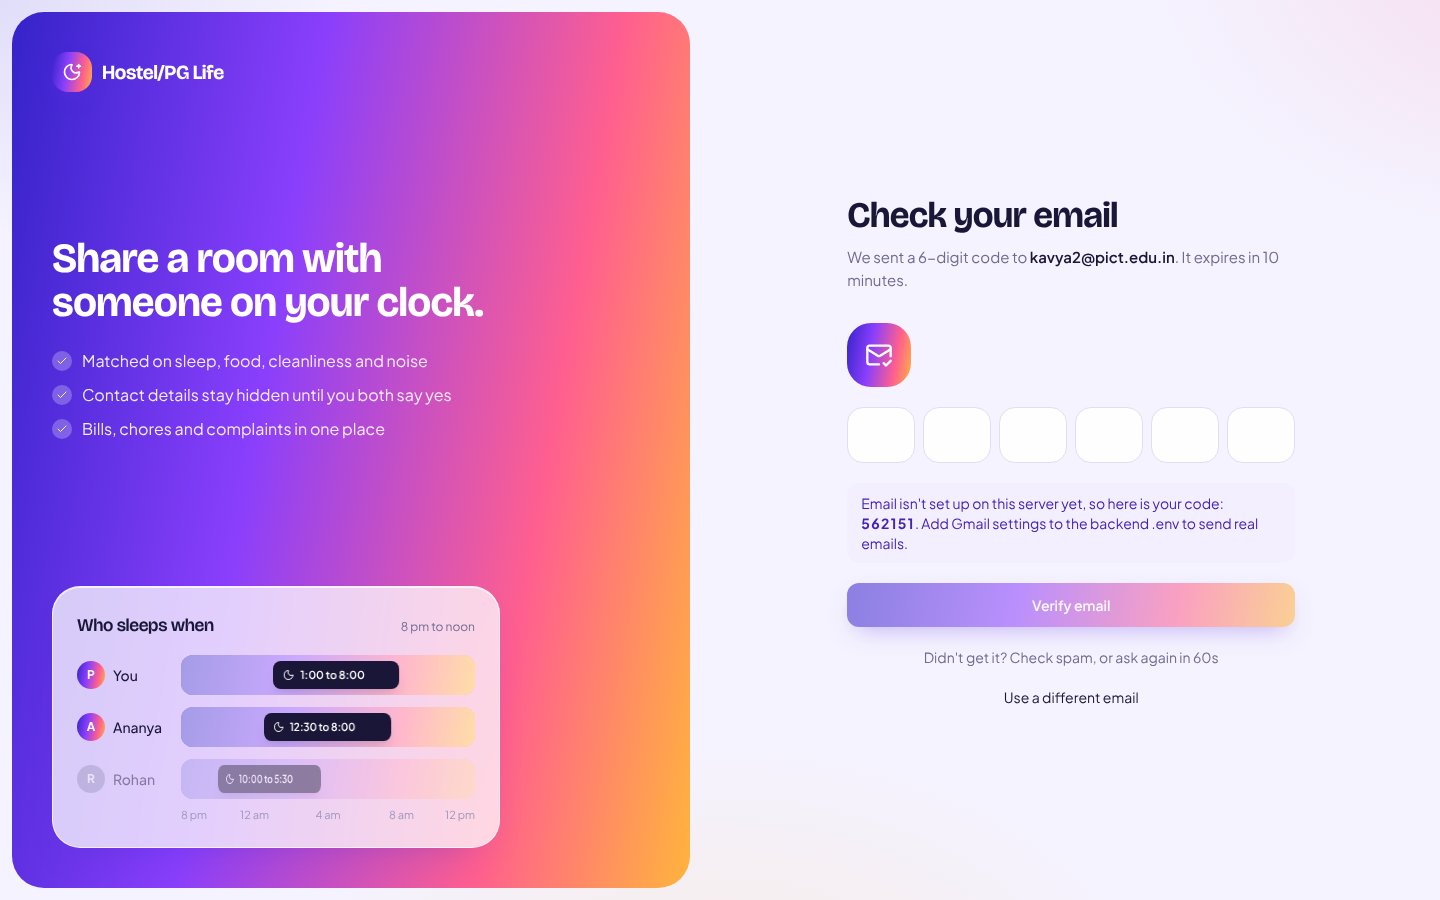 Hostel/PG Life
Share a room with
someone on your clock.
Matched on sleep, food, cleanliness and noise
Contact details stay hidden until you both say yes
Bills, chores and complaints in one place
Who sleeps when
8 pm to noon
P You 1:00 to 8:00
A Ananya 12:30 to 8:00
R Rohan 10:00 to 5:30
8 pm 12 am 4 am 8 am 12 pm
Check your email
We sent a 6-digit code to kavya2@pict.edu.in. It expires in 10
minutes.
Email isn't set up on this server yet, so here is your code:
562151. Add Gmail settings to the backend .env to send real
emails.
Verify email
Didn't get it? Check spam, or ask again in 60s
Use a different email